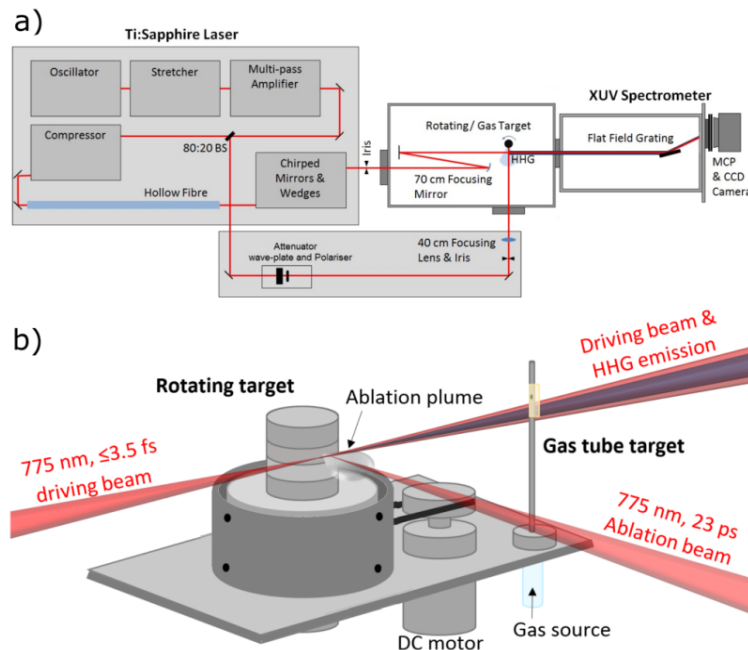 a)
Ti:Sapphire Laser
Oscillator
Stretcher
Multi-pass
Amplifier
Compressor
80:20 BS
Hollow Fibre
Chirped
Mirrors &
Wedges
Iris
Rotating/ Gas Target
HHG
70 cm Focusing
Mirror
XUV Spectrometer
Flat Field Grating
MCP
& CCD
Camera
Attenuator
wave-plate and Polariser
40 cm Focusing
Lens & Iris
b)
Driving beam &
HHG emission
Rotating target
Ablation plume
Gas tube target
775 nm, ≤3.5 fs
driving beam
775 nm, 23 ps
Ablation beam
DC motor
Gas source